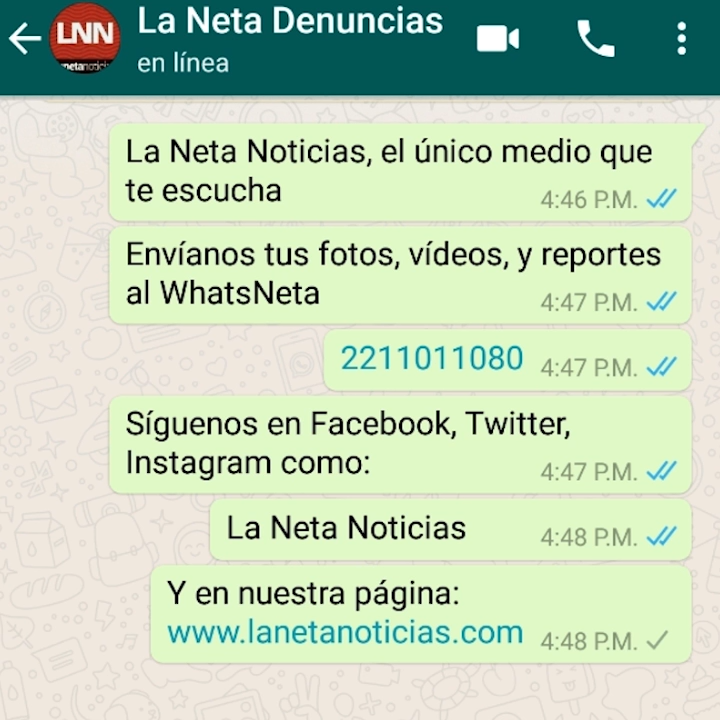 LNN
La Neta Denuncias
en línea
La Neta Noticias, el único medio que
te escucha
4:46 P.M.
Envíanos tus fotos, vídeos, y reportes
al WhatsNeta
4:47 P.M.
2211011080
4:47 P.M.
Síguenos en Facebook, Twitter,
Instagram como:
4:47 P.M.
La Neta Noticias
4:48 P.M.
Y en nuestra página:
www.lanetanoticias.com
4:48 P.M.